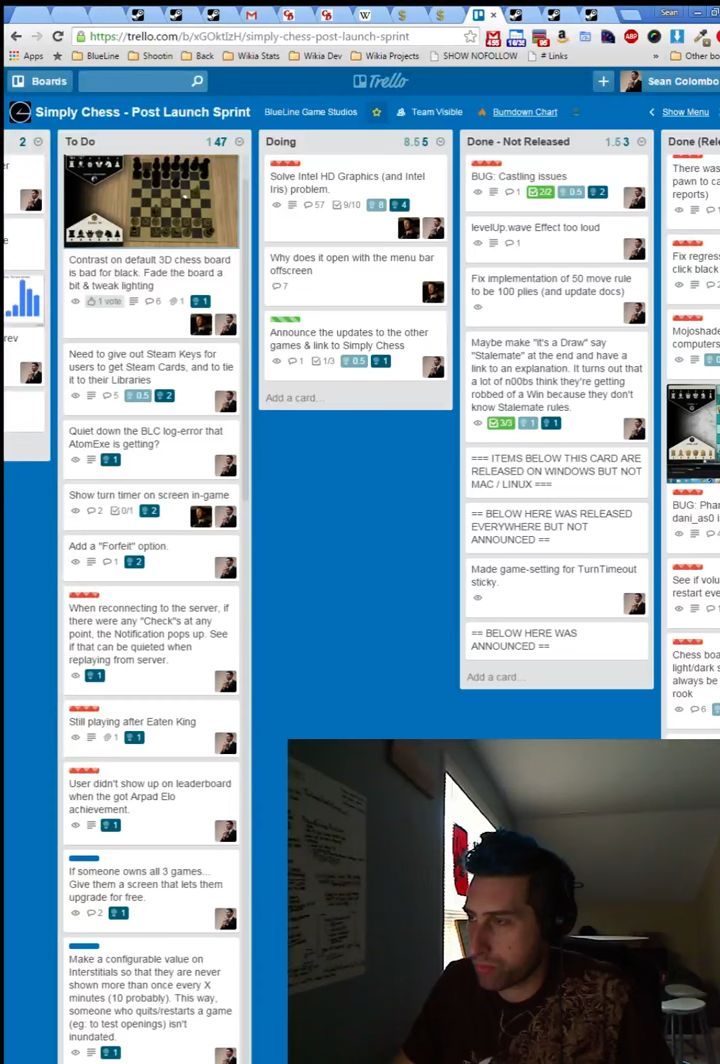 Sean
https://trello.com/b/xGOktIzH/simply-chess-post-launch-sprint
Apps BlueLine Shootin Back Wikia Stats Wikia Dev Wikia Projects SHOW NOFOLLOW # Links Other bo
Boards Trello + Sean Colombo
Simply Chess - Post Launch Sprint BlueLine Game Studios Team Visible Burndown Chart Show Menu
2
rev
To Do 1 47
Contrast on default 3D chess board
is bad for black. Fade the board a
bit & tweak lighting
1 vote 6 1 1
Need to give out Steam Keys for
users to get Steam Cards, and to tie
it to their Libraries
5 0.5 2
Quiet down the BLC log-error that
AtomExe is getting?
1
Show turn timer on screen in-game
2 0/1 2
Add a "Forfeit" option.
1 2
When reconnecting to the server, if
there were any "Check"s at any
point, the Notification pops up. See
if that can be quieted when
replaying from server.
1
Still playing after Eaten King
1 1
User didn't show up on leaderboard
when the got Arpad Elo
achievement.
1
If someone owns all 3 games...
Give them a screen that lets them
upgrade for free.
2 1
Make a configurable value on
Interstitials so that they are never
shown more than once every X
minutes (10 probably). This way,
someone who quits/restarts a game
(eg: to test openings) isn't
inundated.
1
Doing 8.5 5
Solve Intel HD Graphics (and Intel
Iris) problem.
57 9/10 8 4
Why does it open with the menu bar
offscreen
7
Announce the updates to the other
games & link to Simply Chess
1 1/3 0.5 1
Add a card...
Done - Not Released 1.5 3
BUG: Castling issues
1 2/2 0.5 2
levelUp.wave Effect too loud
1
Fix implementation of 50 move rule
to be 100 plies (and update docs)
Maybe make "it's a Draw" say
"Stalemate" at the end and have a
link to an explanation. It turns out that
a lot of n00bs think they're getting
robbed of a Win because they don't
know Stalemate rules.
3/3 1 1
=== ITEMS BELOW THIS CARD ARE
RELEASED ON WINDOWS BUT NOT
MAC / LINUX ===
== BELOW HERE WAS RELEASED
EVERYWHERE BUT NOT
ANNOUNCED ==
Made game-setting for TurnTimeout
sticky.
== BELOW HERE WAS
ANNOUNCED ==
Add a card...
Done (Rel
There was
pawn to ca
reports)
Fix regres
click black
Mojoshade
computers
BUG: Pha
dani_as0 i
See if volu
restart eve
Chess boa
light/dark s
always be
rook
6